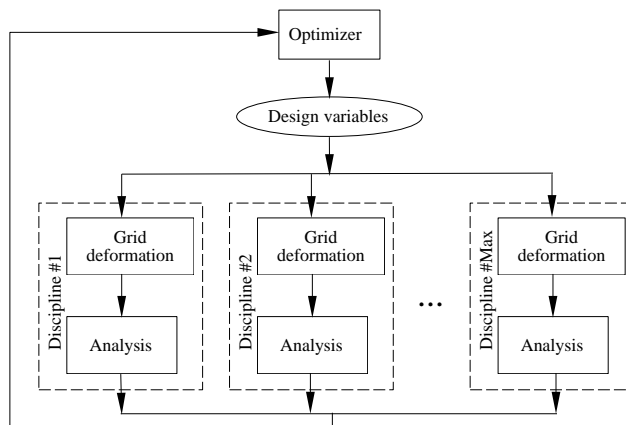 Optimizer
Design variables
Discipline #1
Grid
deformation
Analysis
Discipline #2
Grid
deformation
Analysis
...
Discipline #Max
Grid
deformation
Analysis